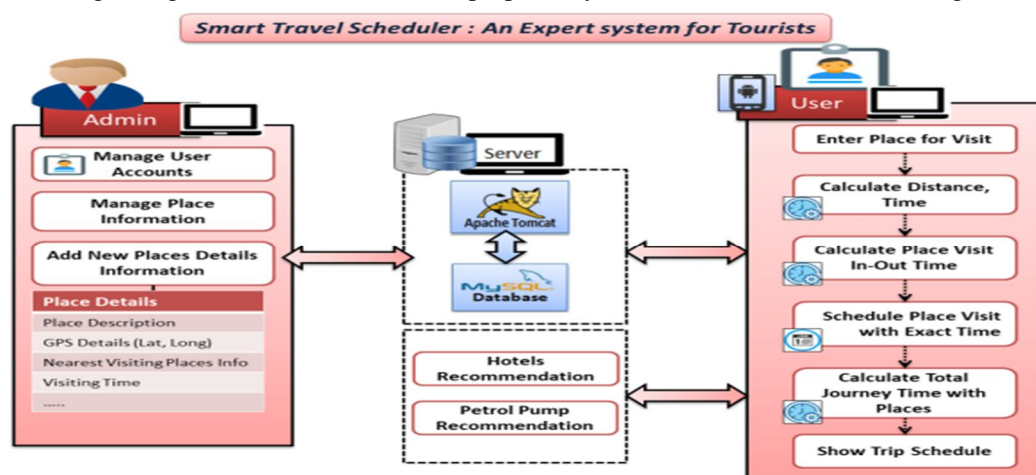 Smart Travel Scheduler : An Expert system for Tourists
Admin
Manage User
Accounts
Manage Place
Information
Add New Places Details
Information
Place Details
Place Description
GPS Details (Lat, Long)
Nearest Visiting Places Info
Visiting Time
.....
Server
Apache Tomcat
MySQL
Database
Hotels
Recommendation
Petrol Pump
Recommendation
User
Enter Place for Visit
Calculate Distance,
Time
Calculate Place Visit
In-Out Time
Schedule Place Visit
with Exact Time
Calculate Total
Journey Time with
Places
Show Trip Schedule